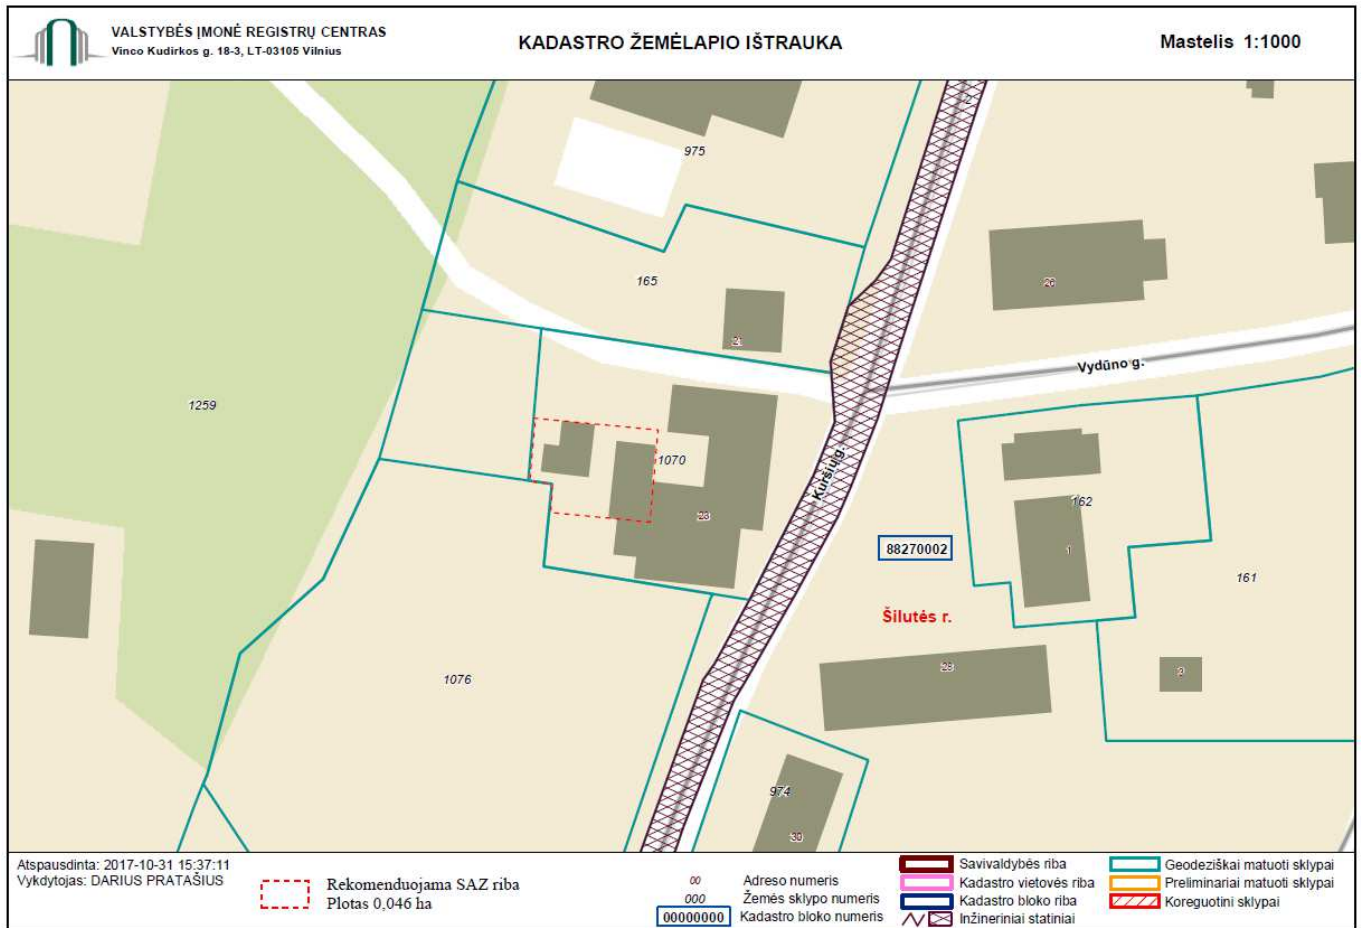 VALSTYBĖS ĮMONĖ REGISTRŲ CENTRAS
Vinco Kudirkos g. 18-3, LT-03105 Vilnius
KADASTRO ŽEMĖLAPIO IŠTRAUKA
Mastelis 1:1000
2
975
165
26
21
Vydūno g.
1259
1070
Kuršių g.
23
162
88270002
1
161
Šilutės r.
28
3
1076
974
30
Atspausdinta: 2017-10-31 15:37:11
Vykdytojas: DARIUS PRATAŠIUS
Rekomenduojama SAZ riba
Plotas 0,046 ha
00 Adreso numeris
000 Žemės sklypo numeris
00000000 Kadastro bloko numeris
Savivaldybės riba
Kadastro vietovės riba
Kadastro bloko riba
Inžineriniai statiniai
Geodeziškai matuoti sklypai
Preliminariai matuoti sklypai
Koreguotini sklypai